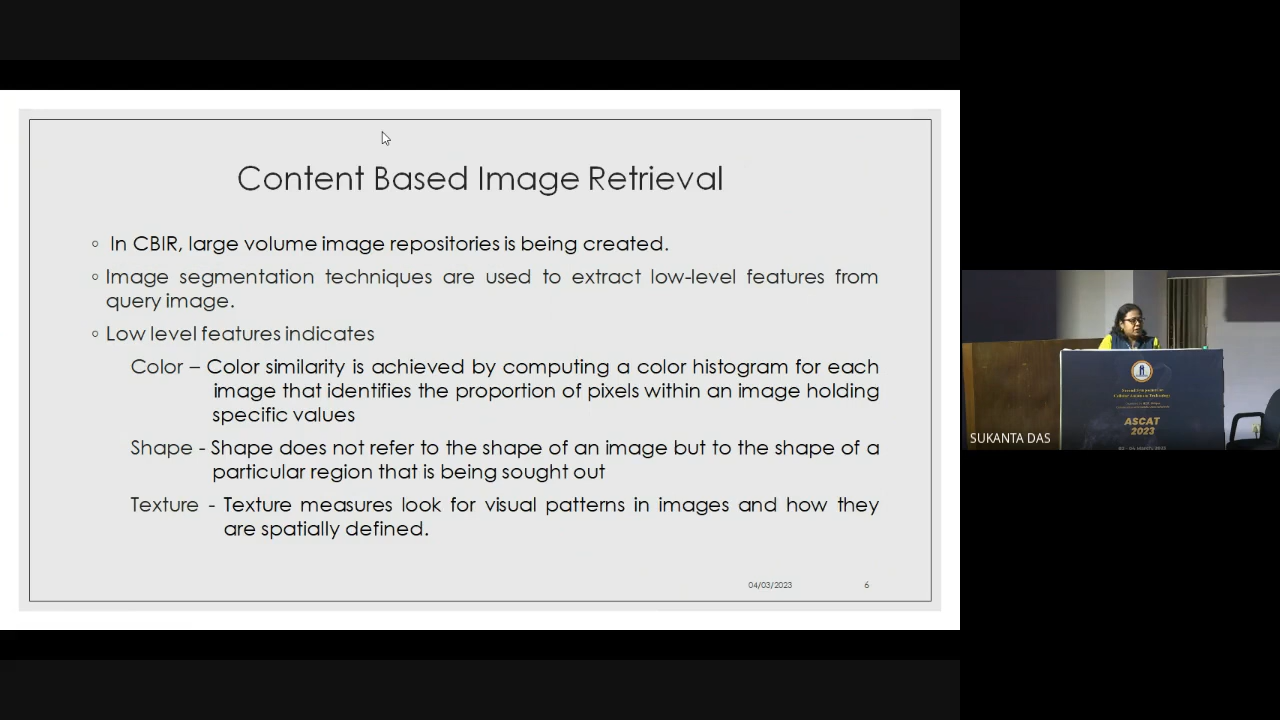 Content Based Image Retrieval
◦ In CBIR, large volume image repositories is being created.
◦ Image segmentation techniques are used to extract low-level features from
query image.
◦ Low level features indicates
Color – Color similarity is achieved by computing a color histogram for each
image that identifies the proportion of pixels within an image holding
specific values
Shape - Shape does not refer to the shape of an image but to the shape of a
particular region that is being sought out
Texture - Texture measures look for visual patterns in images and how they
are spatially defined.
04/03/2023 6
ASCAT
2023
SUKANTA DAS